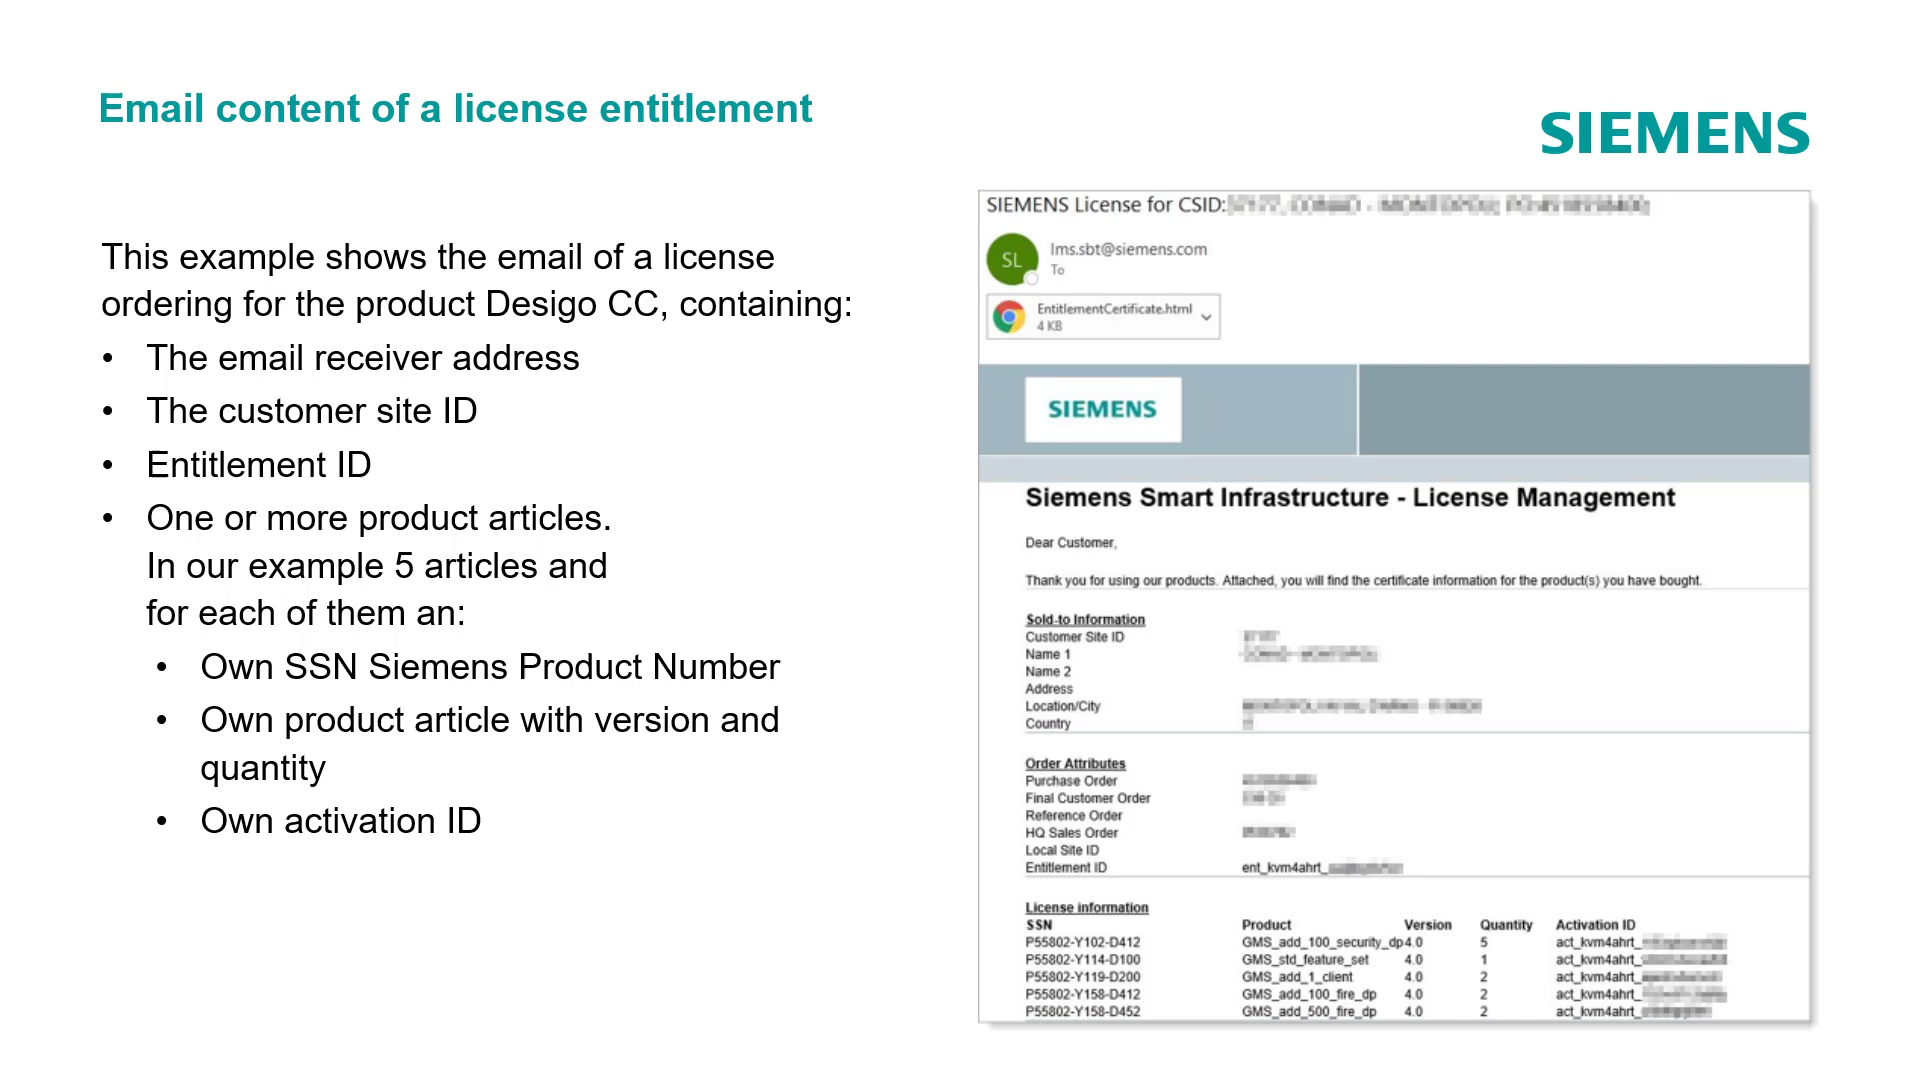 Email content of a license entitlement
SIEMENS
This example shows the email of a license
ordering for the product Desigo CC, containing:
• The email receiver address
• The customer site ID
• Entitlement ID
• One or more product articles.
In our example 5 articles and
for each of them an:
• Own SSN Siemens Product Number
• Own product article with version and
quantity
• Own activation ID
SIEMENS License for CSID:
SL
lms.sbt@siemens.com
To
EntitlementCertificate.html
4 KB
SIEMENS
Siemens Smart Infrastructure - License Management
Dear Customer,
Thank you for using our products. Attached, you will find the certificate information for the product(s) you have bought.
Sold-to Information
Customer Site ID
Name 1
Name 2
Address
Location/City
Country
Order Attributes
Purchase Order
Final Customer Order
Reference Order
HQ Sales Order
Local Site ID
Entitlement ID ent_kvm4ahrt_
License information
SSN Product Version Quantity Activation ID
P55802-Y102-D412 GMS_add_100_security_dp 4.0 5 act_kvm4ahrt_
P55802-Y114-D100 GMS_std_feature_set 4.0 1 act_kvm4ahrt_
P55802-Y119-D200 GMS_add_1_client 4.0 2 act_kvm4ahrt_
P55802-Y158-D412 GMS_add_100_fire_dp 4.0 2 act_kvm4ahrt_
P55802-Y158-D452 GMS_add_500_fire_dp 4.0 2 act_kvm4ahrt_